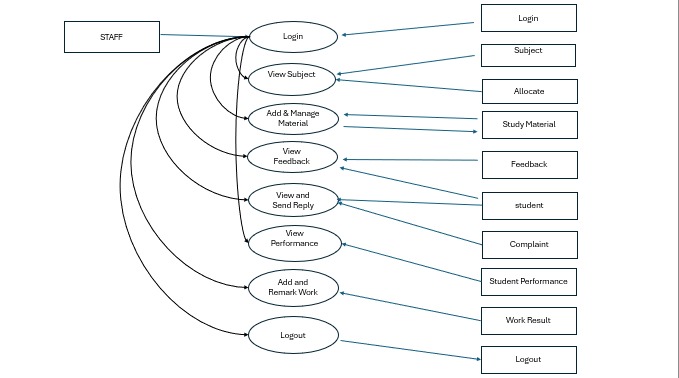 STAFF
Login
View Subject
Add & Manage
Material
View
Feedback
View and
Send Reply
View
Performance
Add and
Remark Work
Logout
Login
Subject
Allocate
Study Material
Feedback
student
Complaint
Student Performance
Work Result
Logout